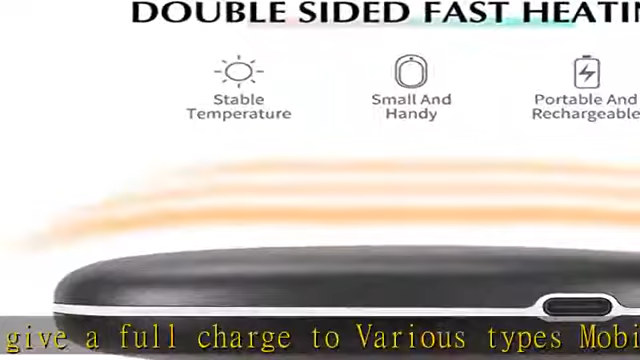 DOUBLE SIDED FAST HEATIN
Stable
Temperature
Small And
Handy
Portable And
Rechargeable
give a full charge to Various types Mobi